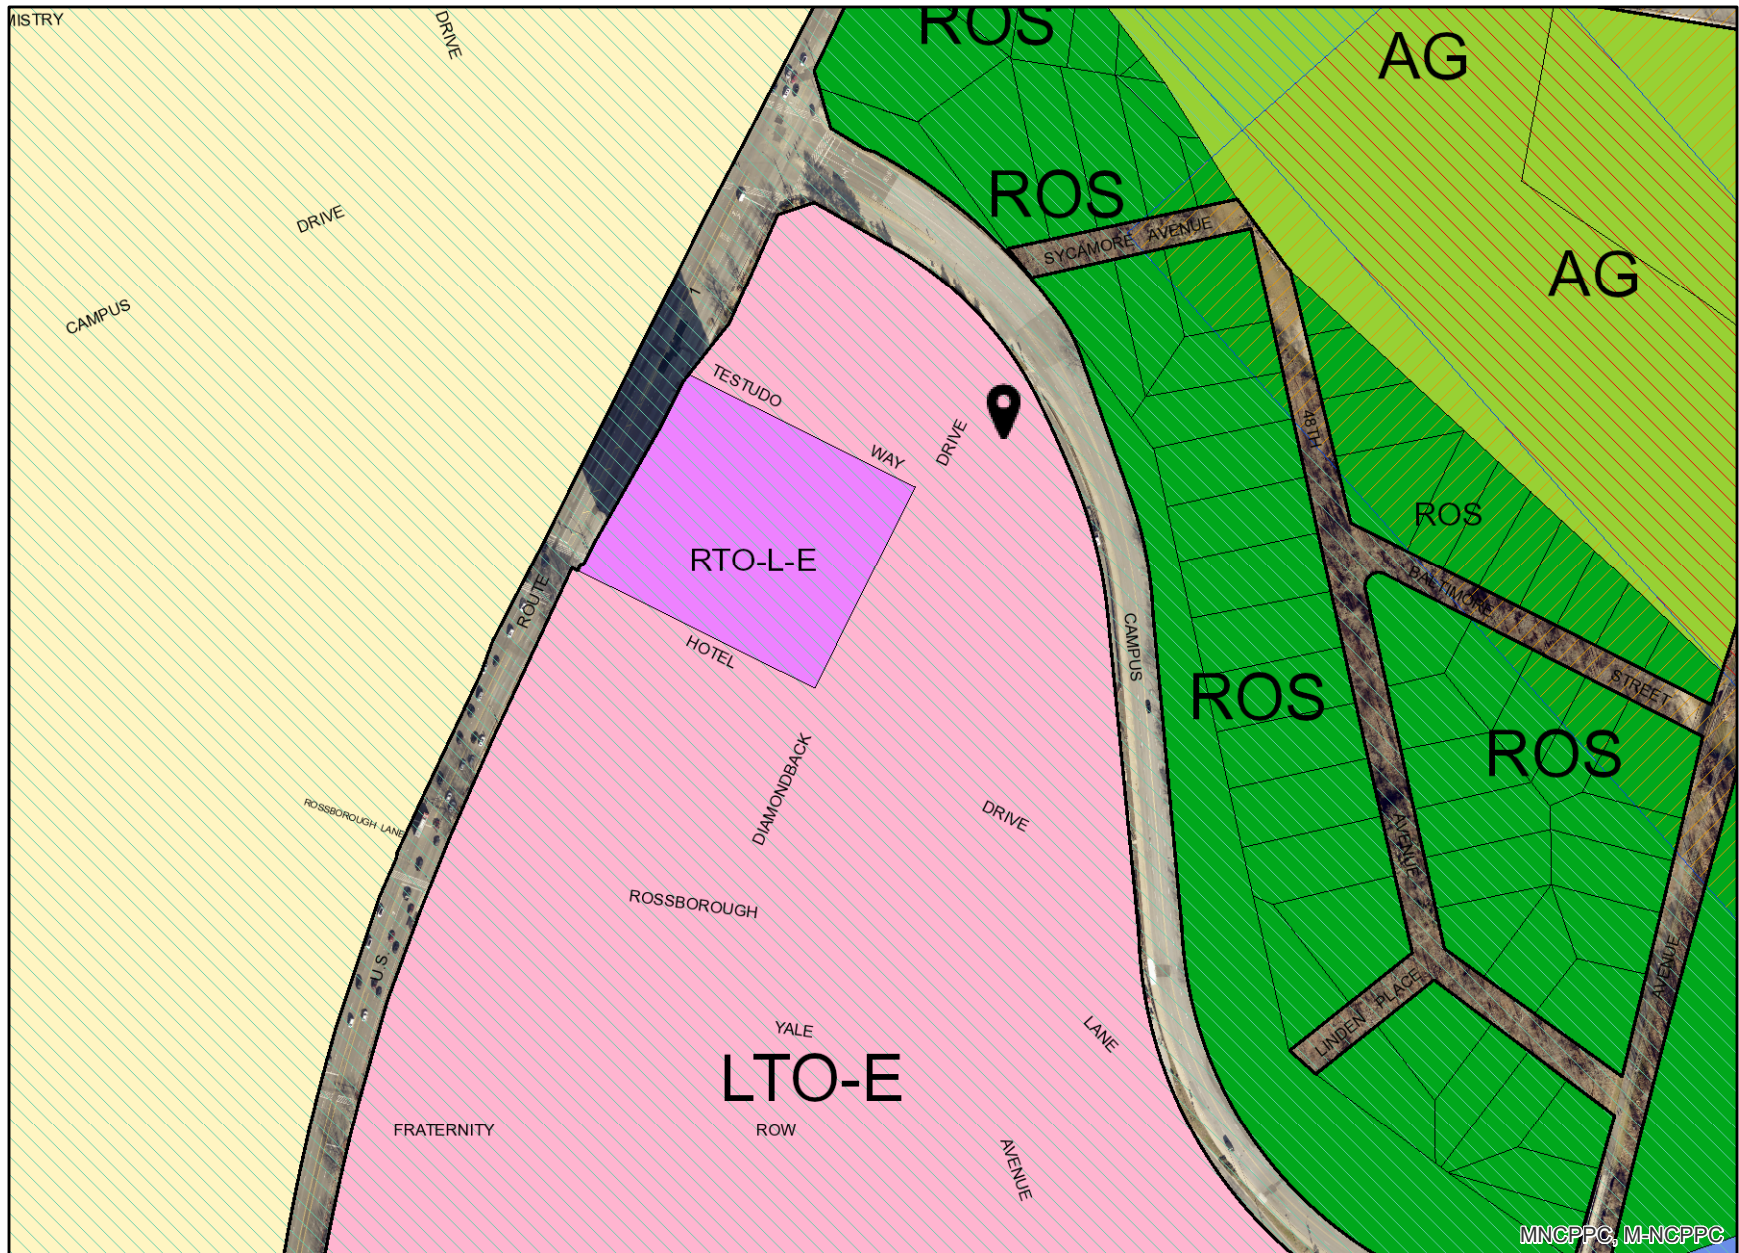 MISTRY
DRIVE
ROS
AG
DRIVE
ROS
SYCAMORE AVENUE
CAMPUS
1
AG
TESTUDO
WAY
DRIVE
48TH
ROS
RTO-L-E
BALTIMORE
STREET
ROUTE
HOTEL
CAMPUS
ROS
ROS
DIAMONDBACK
DRIVE
ROSSBOROUGH LANE
AVENUE
ROSSBOROUGH
U.S.
AVENUE
LINDEN PLACE
YALE
LANE
LTO-E
FRATERNITY
ROW
AVENUE
MNCPPC, M-NCPPC